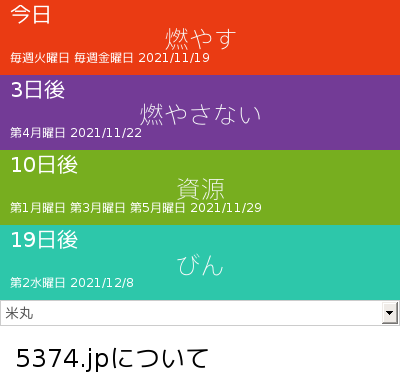 今日
燃やす
毎週火曜日 毎週金曜日 2021/11/19
3日後
燃やさない
第4月曜日 2021/11/22
10日後
資源
第1月曜日 第3月曜日 第5月曜日 2021/11/29
19日後
びん
第2水曜日 2021/12/8
米丸
5374.jpについて